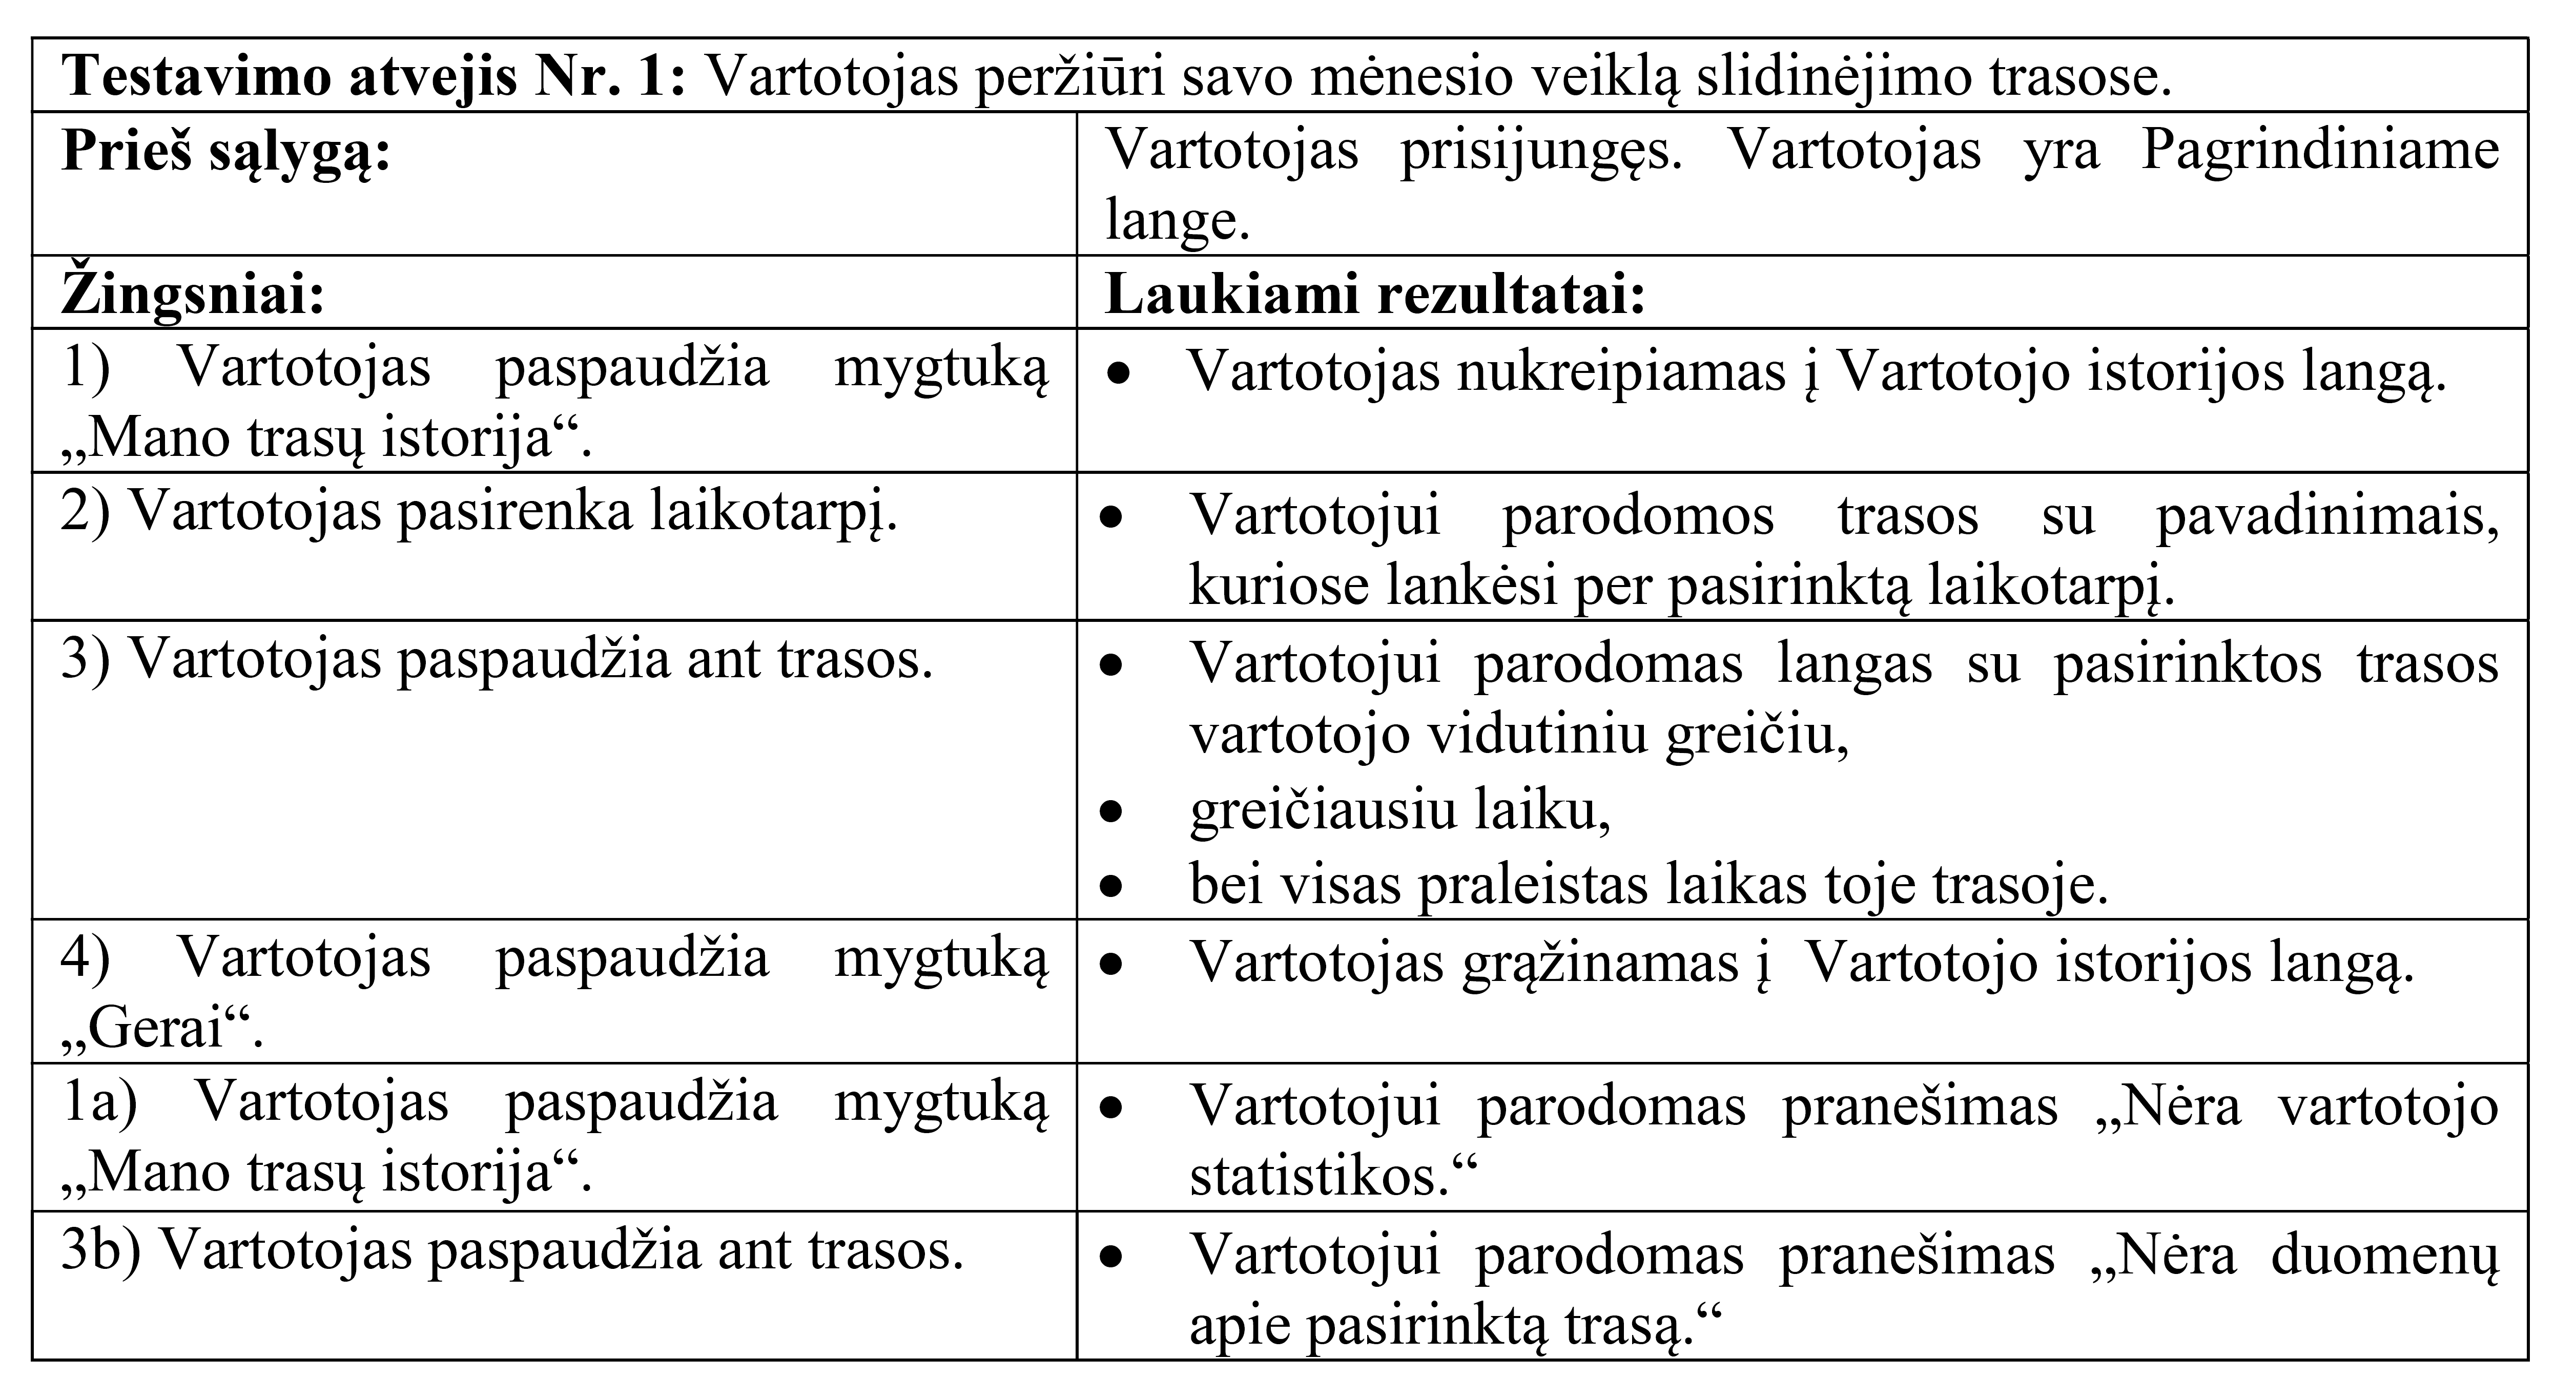 Testavimo atvejis Nr. 1: Vartotojas peržiūri savo mėnesio veiklą slidinėjimo trasose.
Prieš sąlygą:
Vartotojas prisijungęs. Vartotojas yra Pagrindiniame
lange.
Žingsniai:
Laukiami rezultatai:
1) Vartotojas paspaudžia mygtuką
„Mano trasų istorija“.
• Vartotojas nukreipiamas į Vartotojo istorijos langą.
2) Vartotojas pasirenka laikotarpį.
• Vartotojui parodomos trasos su pavadinimais,
kuriose lankėsi per pasirinktą laikotarpį.
3) Vartotojas paspaudžia ant trasos.
• Vartotojui parodomas langas su pasirinktos trasos
vartotojo vidutiniu greičiu,
• greičiausiu laiku,
• bei visas praleistas laikas toje trasoje.
4) Vartotojas paspaudžia mygtuką
„Gerai“.
• Vartotojas grąžinamas į Vartotojo istorijos langą.
1a) Vartotojas paspaudžia mygtuką
„Mano trasų istorija“.
• Vartotojui parodomas pranešimas „Nėra vartotojo
statistikos.“
3b) Vartotojas paspaudžia ant trasos.
• Vartotojui parodomas pranešimas „Nėra duomenų
apie pasirinktą trasą.“